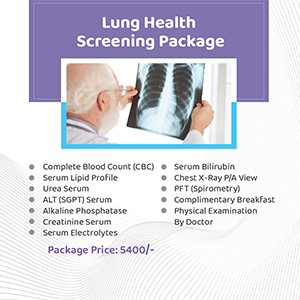 Lung Health
Screening Package
Complete Blood Count (CBC)
Serum Lipid Profile
Urea Serum
ALT (SGPT) Serum
Alkaline Phosphatase
Creatinine Serum
Serum Electrolytes
Serum Bilirubin
Chest X-Ray P/A View
PFT (Spirometry)
Complimentary Breakfast
Physical Examination
By Doctor
Package Price: 5400/-